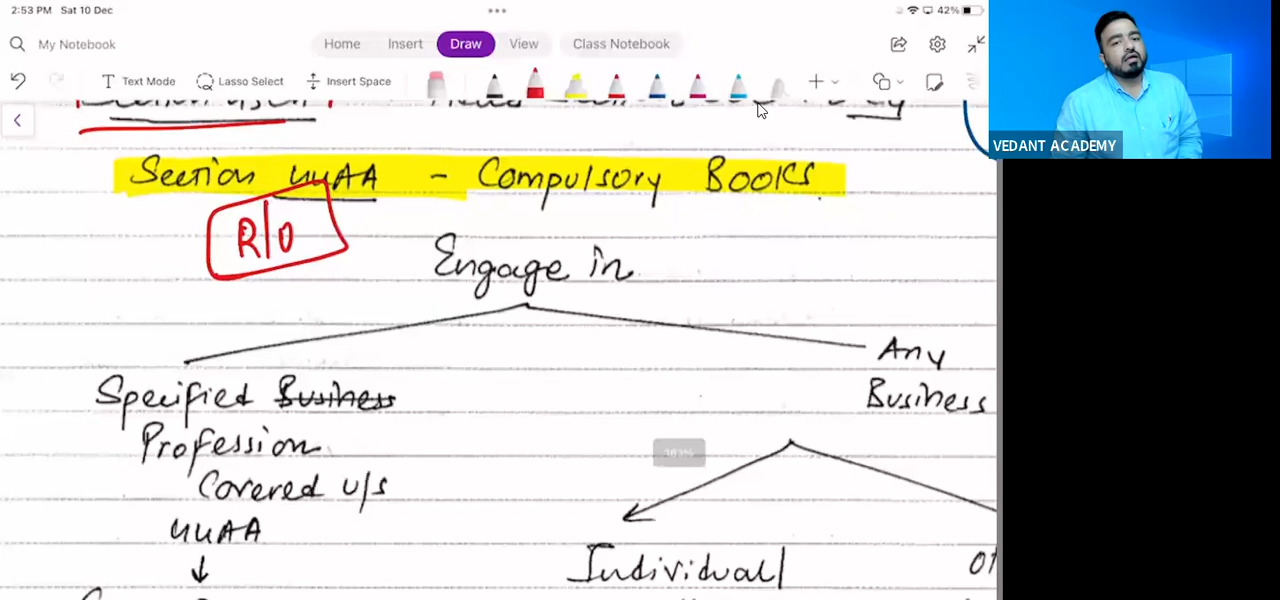 2:53 PM Sat 10 Dec
42%
My Notebook
Home Insert Draw View Class Notebook
Text Mode Lasso Select Insert Space
VEDANT ACADEMY
Section 44AA - Compulsory Books
R/O
Engage in
Any
Business
Specified Business
Profession
Covered u/s
44AA
Individual/